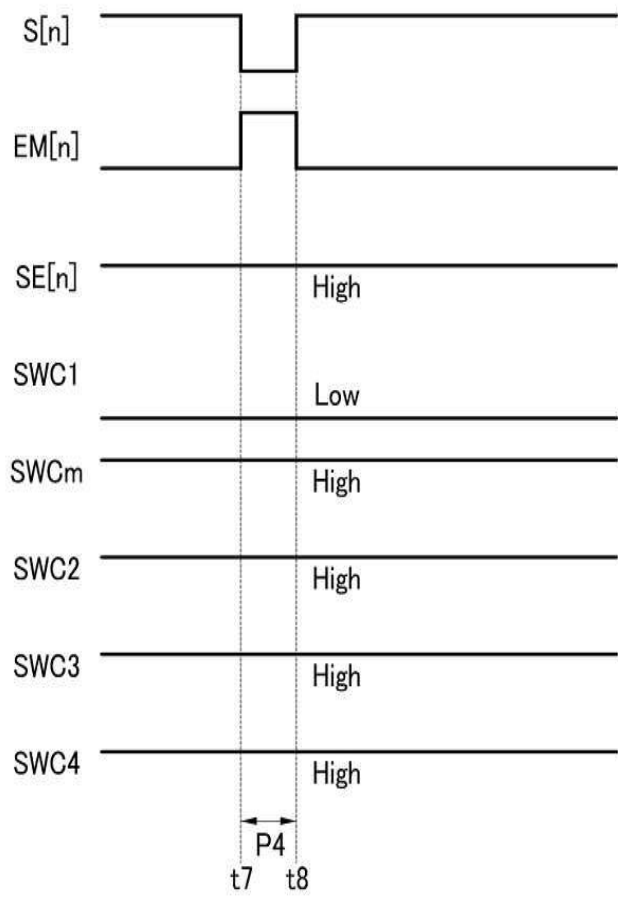 S[n]
EM[n]
SE[n]
High
SWC1
Low
SWCm
High
SWC2
High
SWC3
High
SWC4
High
P4
t7 t8